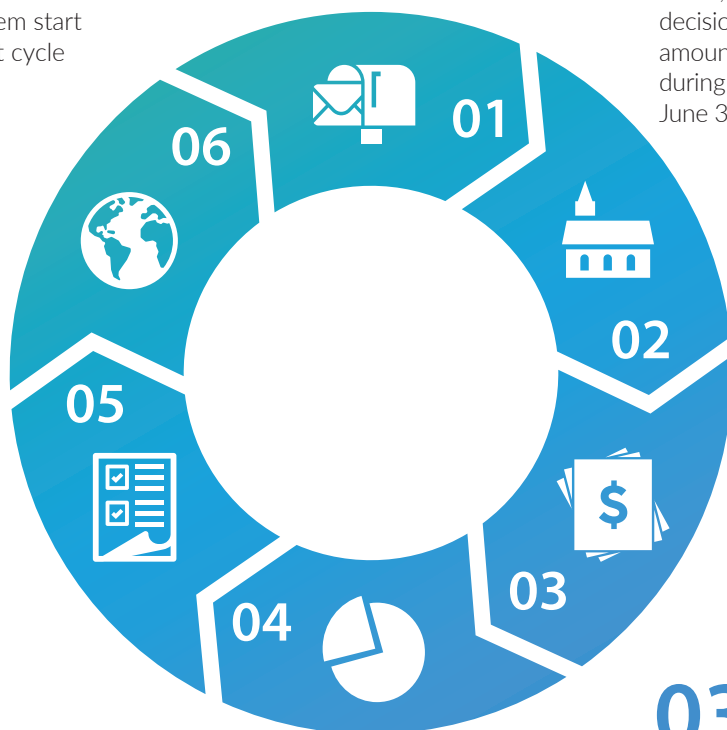 em start
t cycle
decisio
amoun
during
June 3
01
02
03
04
05
06
$
03